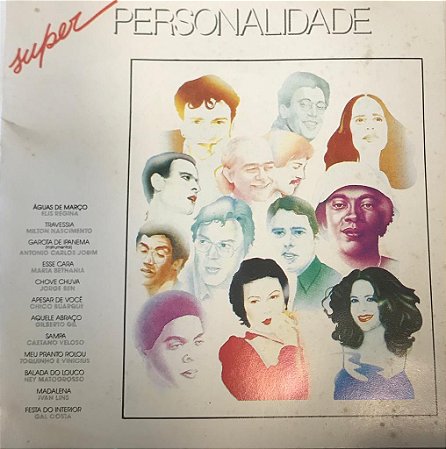 super
PERSONALIDADE
ÁGUAS DE MARÇO
ELIS REGINA
TRAVESSIA
MILTON NASCIMENTO
GAROTA DE IPANEMA
(instrumental)
ANTONIO CARLOS JOBIM
ESSE CARA
MARIA BETHANIA
CHOVE CHUVA
JORGE BEN
APESAR DE VOCÊ
CHICO BUARQUE
AQUELE ABRAÇO
GILBERTO GIL
SAMPA
CAETANO VELOSO
MEU PRANTO ROLOU
TOQUINHO E VINICIUS
BALADA DO LOUCO
NEY MATOGROSSO
MADALENA
IVAN LINS
FESTA DO INTERIOR
GAL COSTA